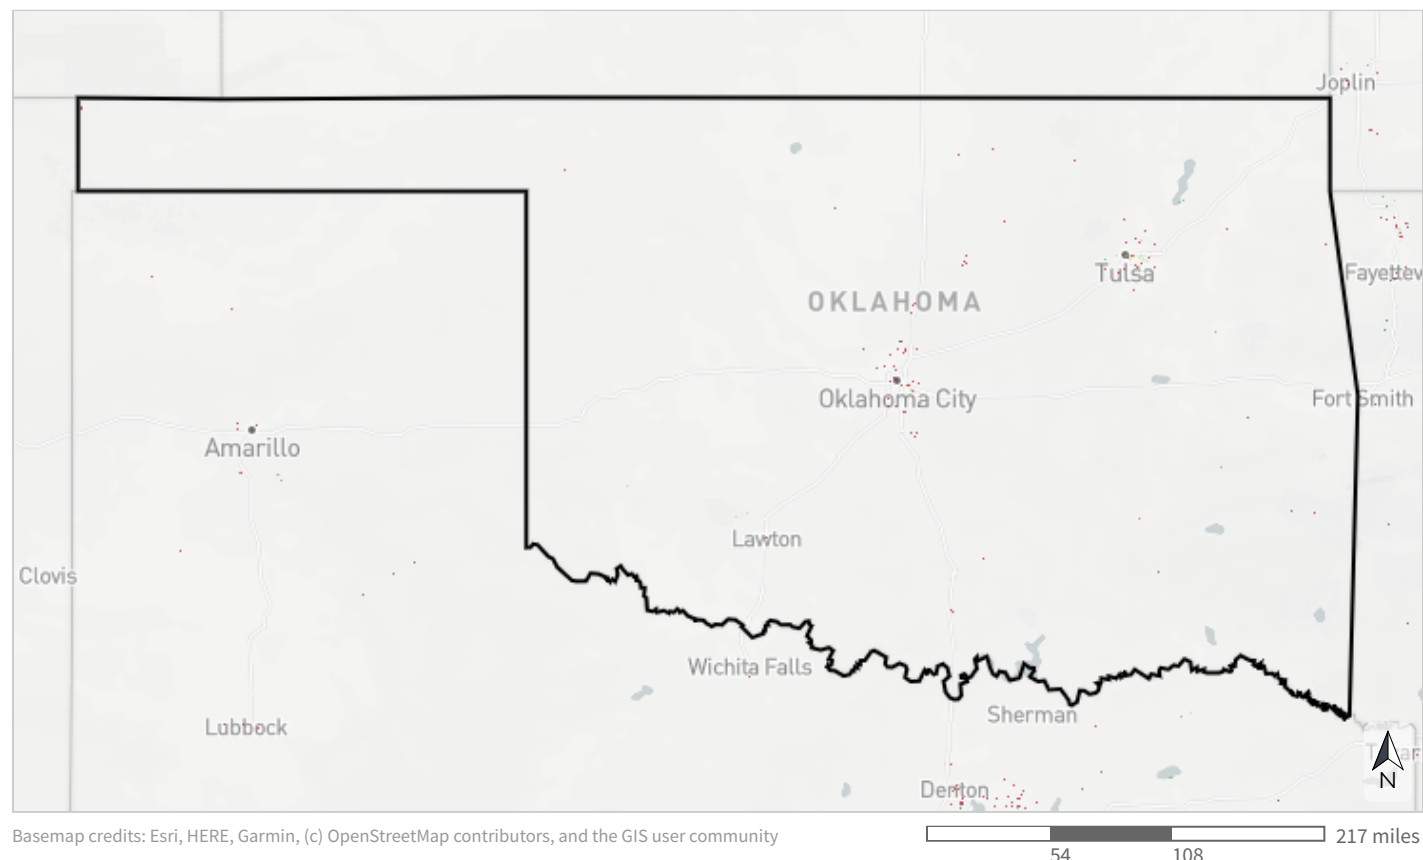 Joplin
Tulsa
Fayettev
OKLAHOMA
Oklahoma City
Fort Smith
Amarillo
Lawton
Clovis
Wichita Falls
Sherman
Lubbock
Denton
N
Basemap credits: Esri, HERE, Garmin, (c) OpenStreetMap contributors, and the GIS user community
217 miles
54
108